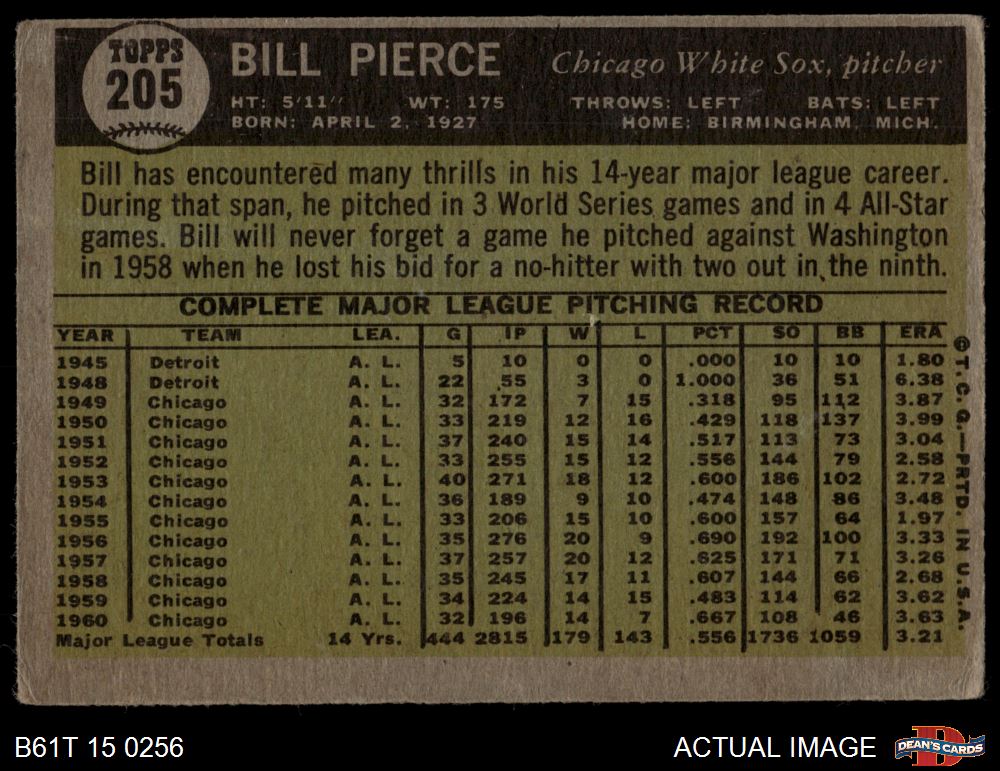 TOPPS
205
BILL PIERCE
Chicago White Sox, pitcher
HT: 5'11" WT: 175 THROWS: LEFT BATS: LEFT
BORN: APRIL 2, 1927 HOME: BIRMINGHAM, MICH.
Bill has encountered many thrills in his 14-year major league career.
During that span, he pitched in 3 World Series games and in 4 All-Star
games. Bill will never forget a game he pitched against Washington
in 1958 when he lost his bid for a no-hitter with two out in the ninth.
COMPLETE MAJOR LEAGUE PITCHING RECORD
YEAR TEAM LEA. G IP W L PCT SO BB ERA
1945 Detroit A. L. 5 10 0 0 .000 10 10 1.80
1948 Detroit A. L. 22 55 3 0 1.000 36 51 6.38
1949 Chicago A. L. 32 172 7 15 .318 95 112 3.87
1950 Chicago A. L. 33 219 12 16 .429 118 137 3.99
1951 Chicago A. L. 37 240 15 14 .517 113 73 3.04
1952 Chicago A. L. 33 255 15 12 .556 144 79 2.58
1953 Chicago A. L. 40 271 18 12 .600 186 102 2.72
1954 Chicago A. L. 36 189 9 10 .474 148 86 3.48
1955 Chicago A. L. 33 206 15 10 .600 157 64 1.97
1956 Chicago A. L. 35 276 20 9 .690 192 100 3.33
1957 Chicago A. L. 37 257 20 12 .625 171 71 3.26
1958 Chicago A. L. 35 245 17 11 .607 144 66 2.68
1959 Chicago A. L. 34 224 14 15 .483 114 62 3.62
1960 Chicago A. L. 32 196 14 7 .667 108 46 3.63
Major League Totals 14 Yrs. 444 2815 179 143 .556 1736 1059 3.21
© T. C. G.—PRTD. IN U.S.A.
B61T 15 0256
ACTUAL IMAGE
DEAN'S CARDS